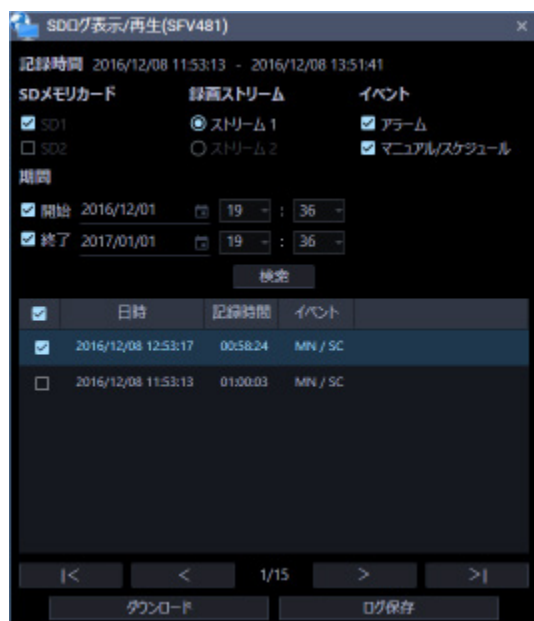 SDログ表示/再生(SFV481) ×
記録時間 2016/12/08 11:53:13 - 2016/12/08 13:51:41
SDメモリカード 録画ストリーム イベント
SD1 ストリーム 1 アラーム
SD2 ストリーム 2 マニュアル/スケジュール
期間
開始 2016/12/01 19 : 36
終了 2017/01/01 19 : 36
検索
日時 記録時間 イベント
2016/12/08 12:53:17 00:58:24 MN / SC
2016/12/08 11:53:13 01:00:03 MN / SC
|< < 1/15 > >|
ダウンロード ログ保存